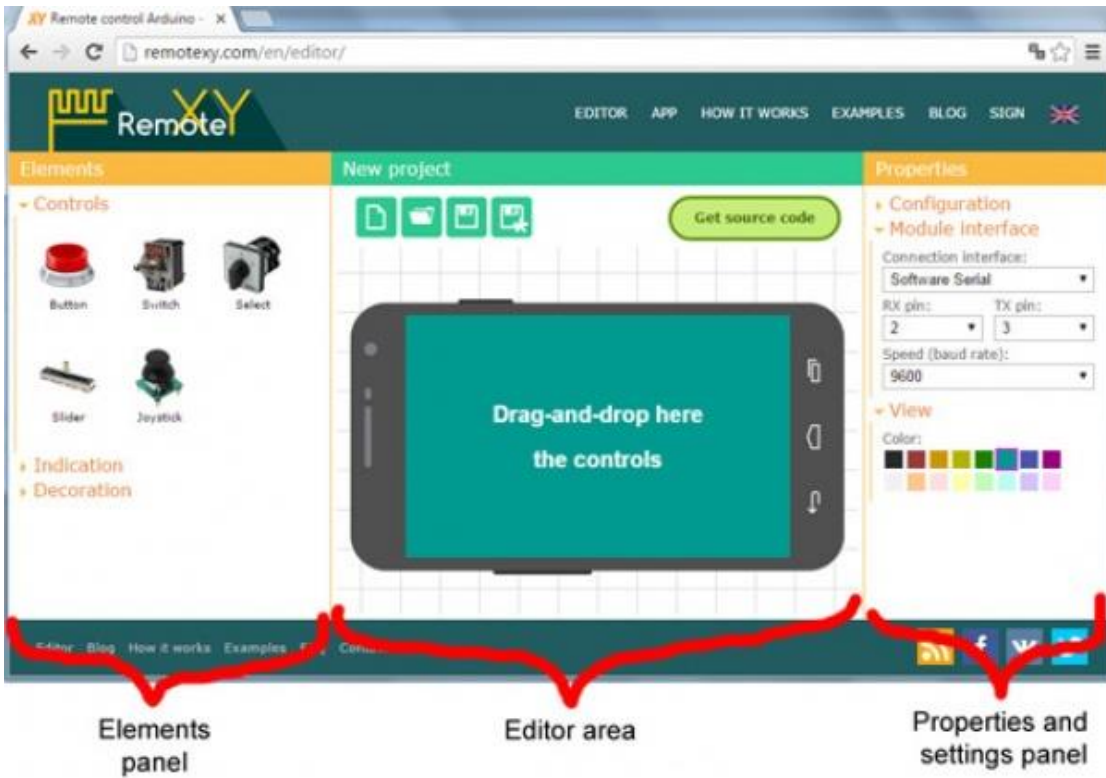 XY Remote control Arduino -
remotexy.com/en/editor/
RemoteXY
EDITOR APP HOW IT WORKS EXAMPLES BLOG SIGN
Elements
New project
Properties
Controls
Get source code
Configuration
Module interface
Connection interface:
Software Serial
RX pin: TX pin:
2 3
Speed (baud rate):
9600
Button Switch Select
Slider Joystick
Drag-and-drop here
the controls
View
Color:
Indication
Decoration
Editor Blog How it works Examples
Elements
panel
Editor area
Properties and
settings panel